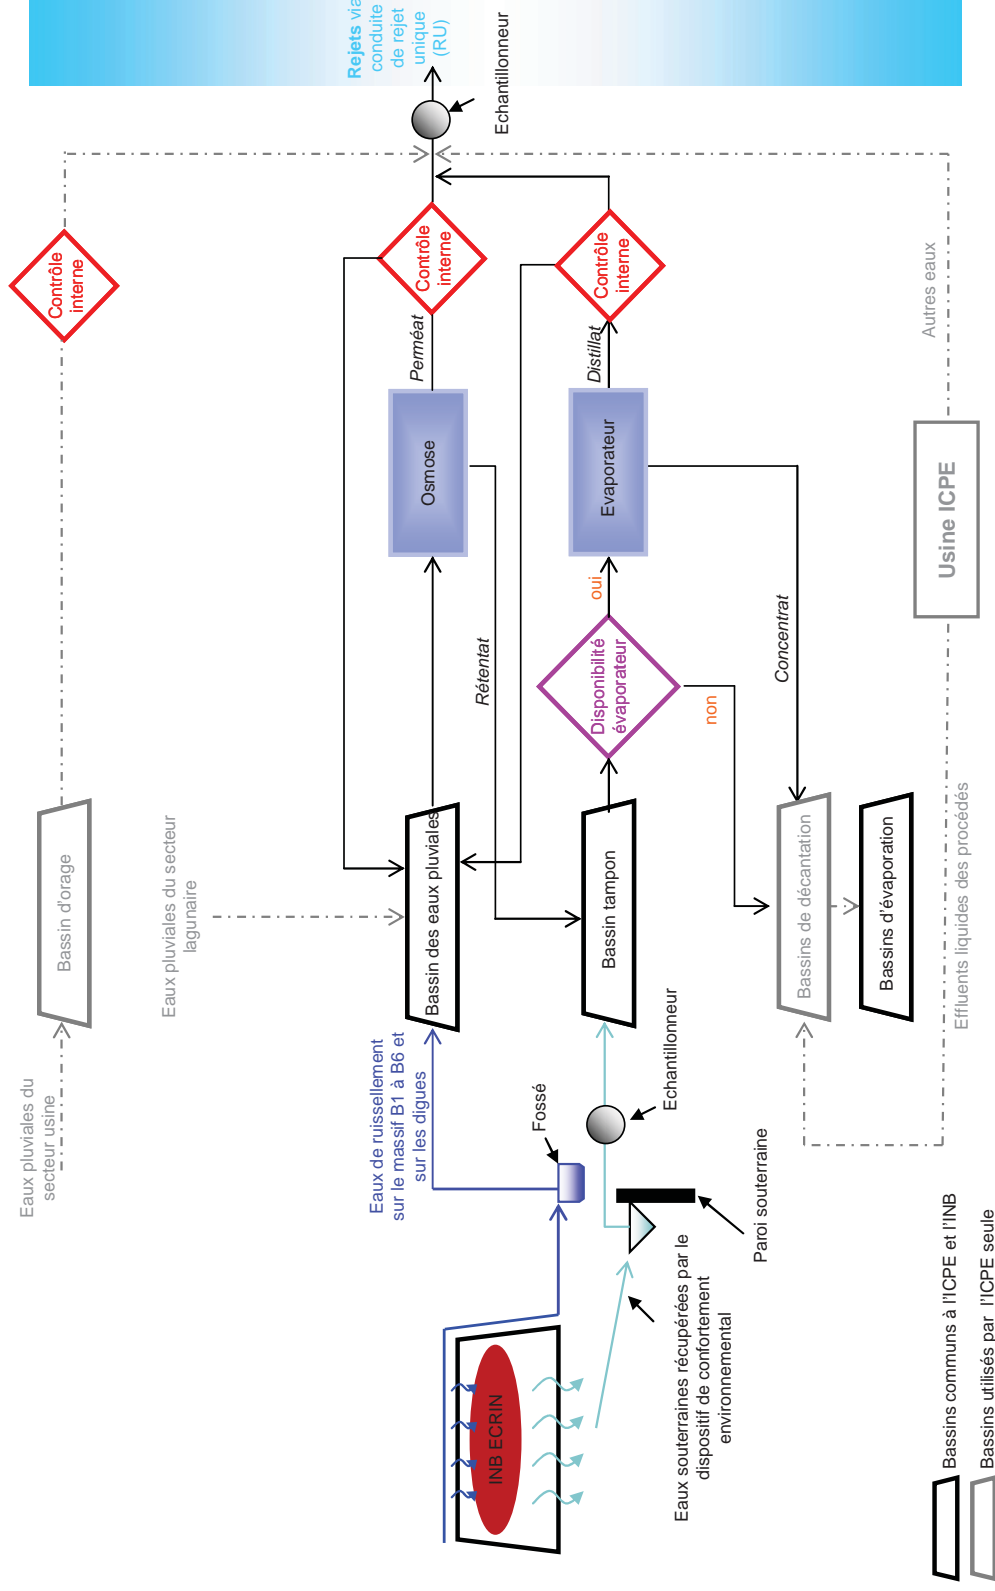 Eaux pluviales du
secteur usine
Bassin d'orage
Contrôle
interne
Eaux pluviales du secteur
lagunaire
Rejets via
conduite
de rejet
unique
(RU)
Echantillonneur
Eaux de ruissellement
sur le massif B1 à B6 et
sur les digues
Bassin des eaux pluviales
Osmose
Perméat
Contrôle
interne
Rétentat
INB ECRIN
Fossé
Echantillonneur
Bassin tampon
Disponibilité
évaporateur
oui
non
Evaporateur
Distillat
Contrôle
interne
Concentrat
Eaux souterraines récupérées par le
dispositif de confortement
environnemental
Paroi souterraine
Bassins de décantation
Bassins d'évaporation
Effluents liquides des procédés
Usine ICPE
Autres eaux
Bassins communs à l'ICPE et l'INB
Bassins utilisés par l'ICPE seule